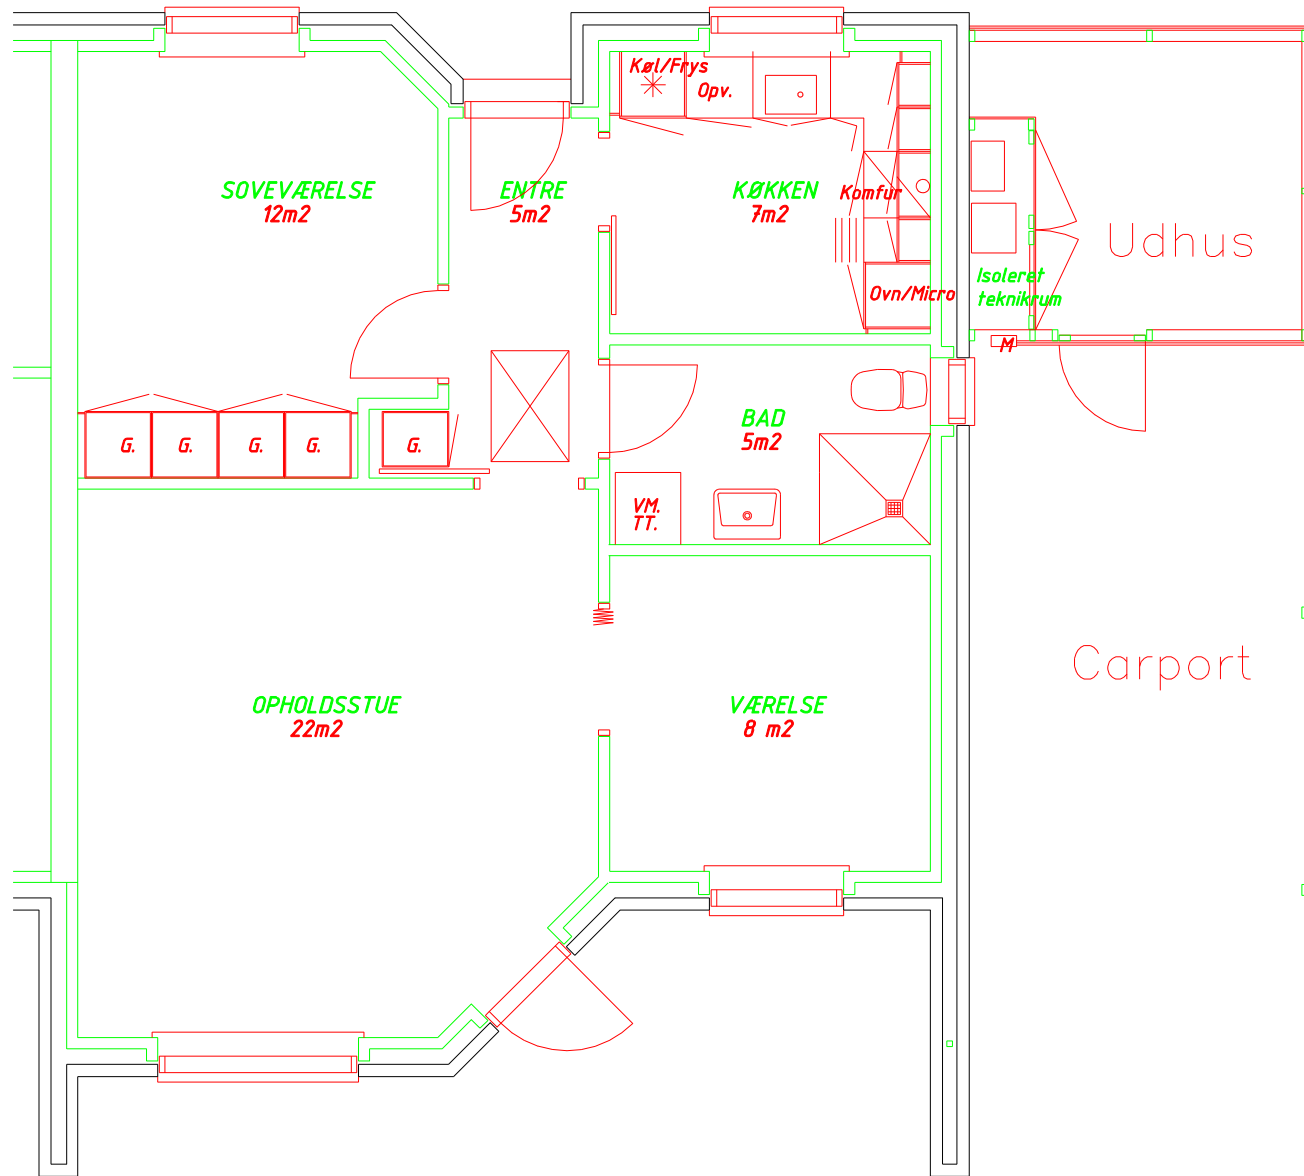 Køl/Frys
Opv.
SOVEVÆRELSE
12m2
ENTRE
5m2
KØKKEN
7m2
Komfur
Udhus
Isoleret
teknikrum
Ovn/Micro
M
BAD
5m2
G.
G.
G.
G.
G.
VM.
TT.
Carport
OPHOLDSSTUE
22m2
VÆRELSE
8 m2